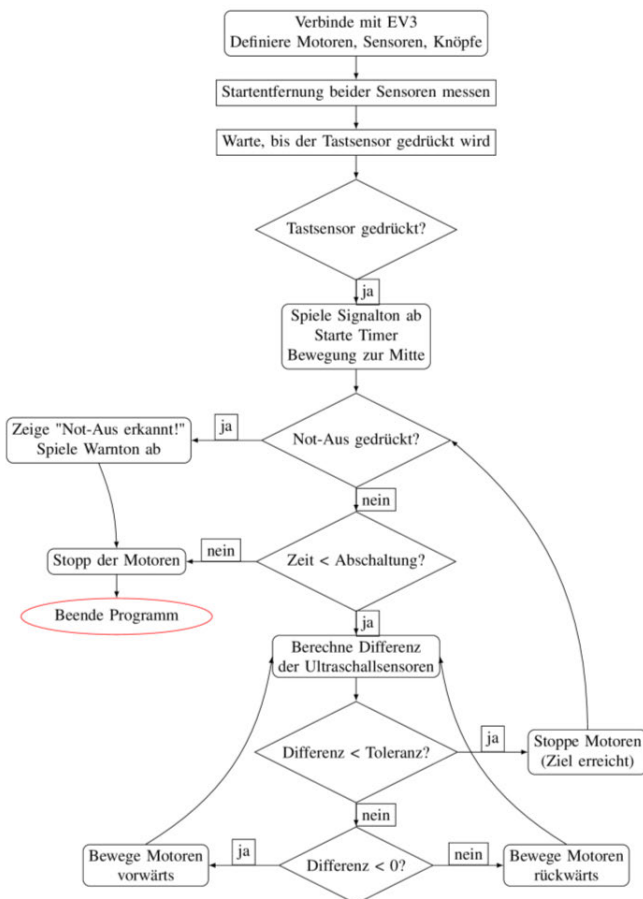 Verbinde mit EV3
Definiere Motoren, Sensoren, Knöpfe
Startentfernung beider Sensoren messen
Warte, bis der Tastsensor gedrückt wird
Tastsensor gedrückt?
ja
Spiele Signalton ab
Starte Timer
Bewegung zur Mitte
Zeige "Not-Aus erkannt!"
Spiele Warnton ab
ja
Not-Aus gedrückt?
nein
Stopp der Motoren
nein
Zeit < Abschaltung?
Beende Programm
ja
Berechne Differenz
der Ultraschallsensoren
Differenz < Toleranz?
ja
Stoppe Motoren
(Ziel erreicht)
nein
Bewege Motoren
vorwärts
ja
Differenz < 0?
nein
Bewege Motoren
rückwärts